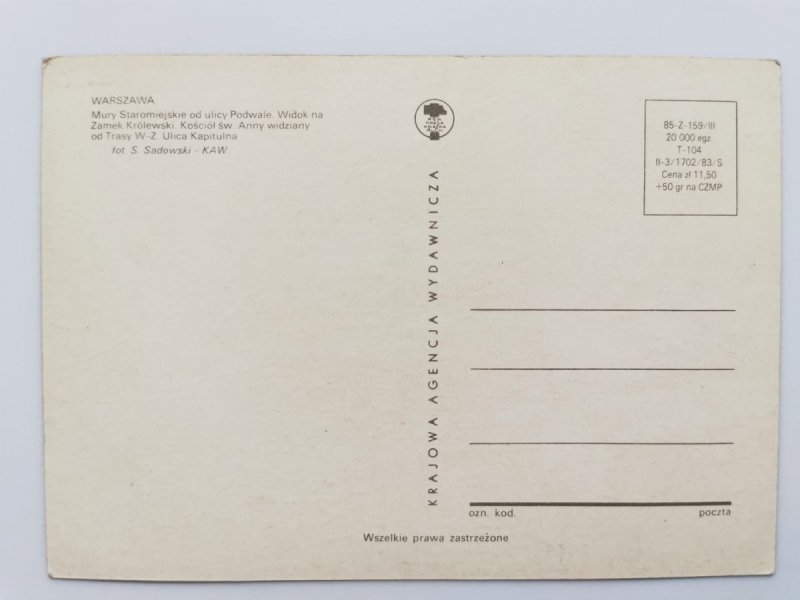 WARSZAWA
Mury Staromiejskie od ulicy Podwale. Widok na
Zamek Królewski. Kościół św. Anny widziany
od Trasy W-Z. Ulica Kapitulna
fot. S. Sadowski - KAW
KRAJOWA AGENCJA WYDAWNICZA
85-Z-159/III
20 000 egz
T-104
II-3/1702/83/S
Cena zł 11,50
+50 gr na CZMP
ozn. kod. poczta
Wszelkie prawa zastrzeżone